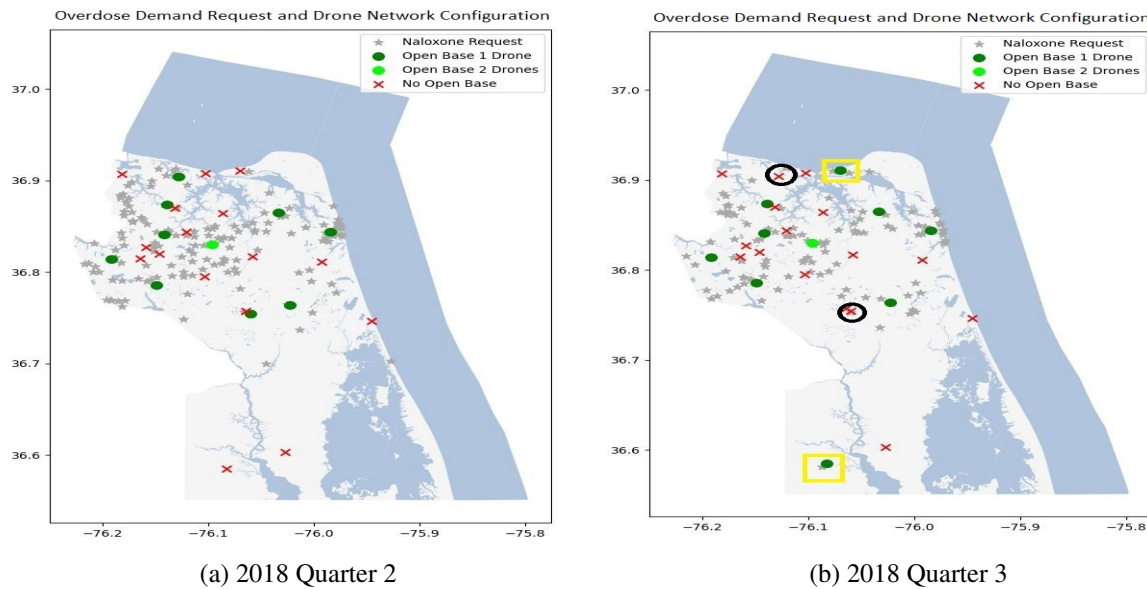 Overdose Demand Request and Drone Network Configuration
Naloxone Request
Open Base 1 Drone
Open Base 2 Drones
No Open Base
37.0
36.9
36.8
36.7
36.6
−76.2 −76.1 −76.0 −75.9 −75.8
(a) 2018 Quarter 2
Overdose Demand Request and Drone Network Configuration
Naloxone Request
Open Base 1 Drone
Open Base 2 Drones
No Open Base
37.0
36.9
36.8
36.7
36.6
−76.2 −76.1 −76.0 −75.9 −75.8
(b) 2018 Quarter 3